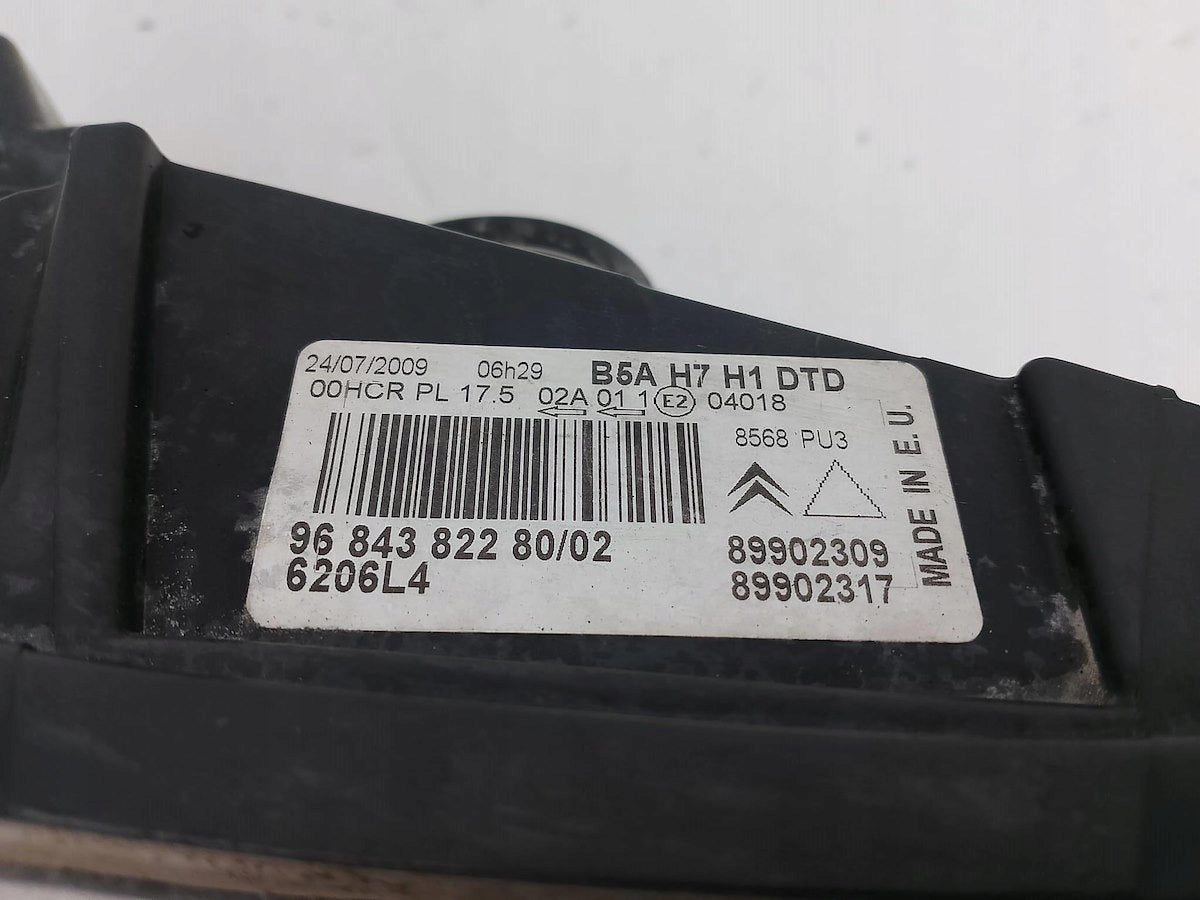 24/07/2009 06h29 B5A H7 H1 DTD
00HCR PL 17.5 02A 01 1 E2 04018
8568 PU3
96 843 822 80/02
6206L4
89902309
89902317
MADE IN E.U.